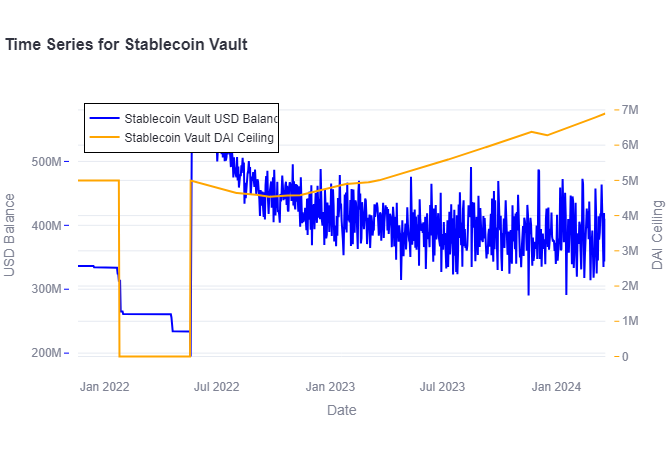 Time Series for Stablecoin Vault
Stablecoin Vault USD Balanc
Stablecoin Vault DAI Ceiling
500M
400M
300M
200M
USD Balance
7M
6M
5M
4M
3M
2M
1M
0
DAI Ceiling
Jan 2022
Jul 2022
Jan 2023
Jul 2023
Jan 2024
Date